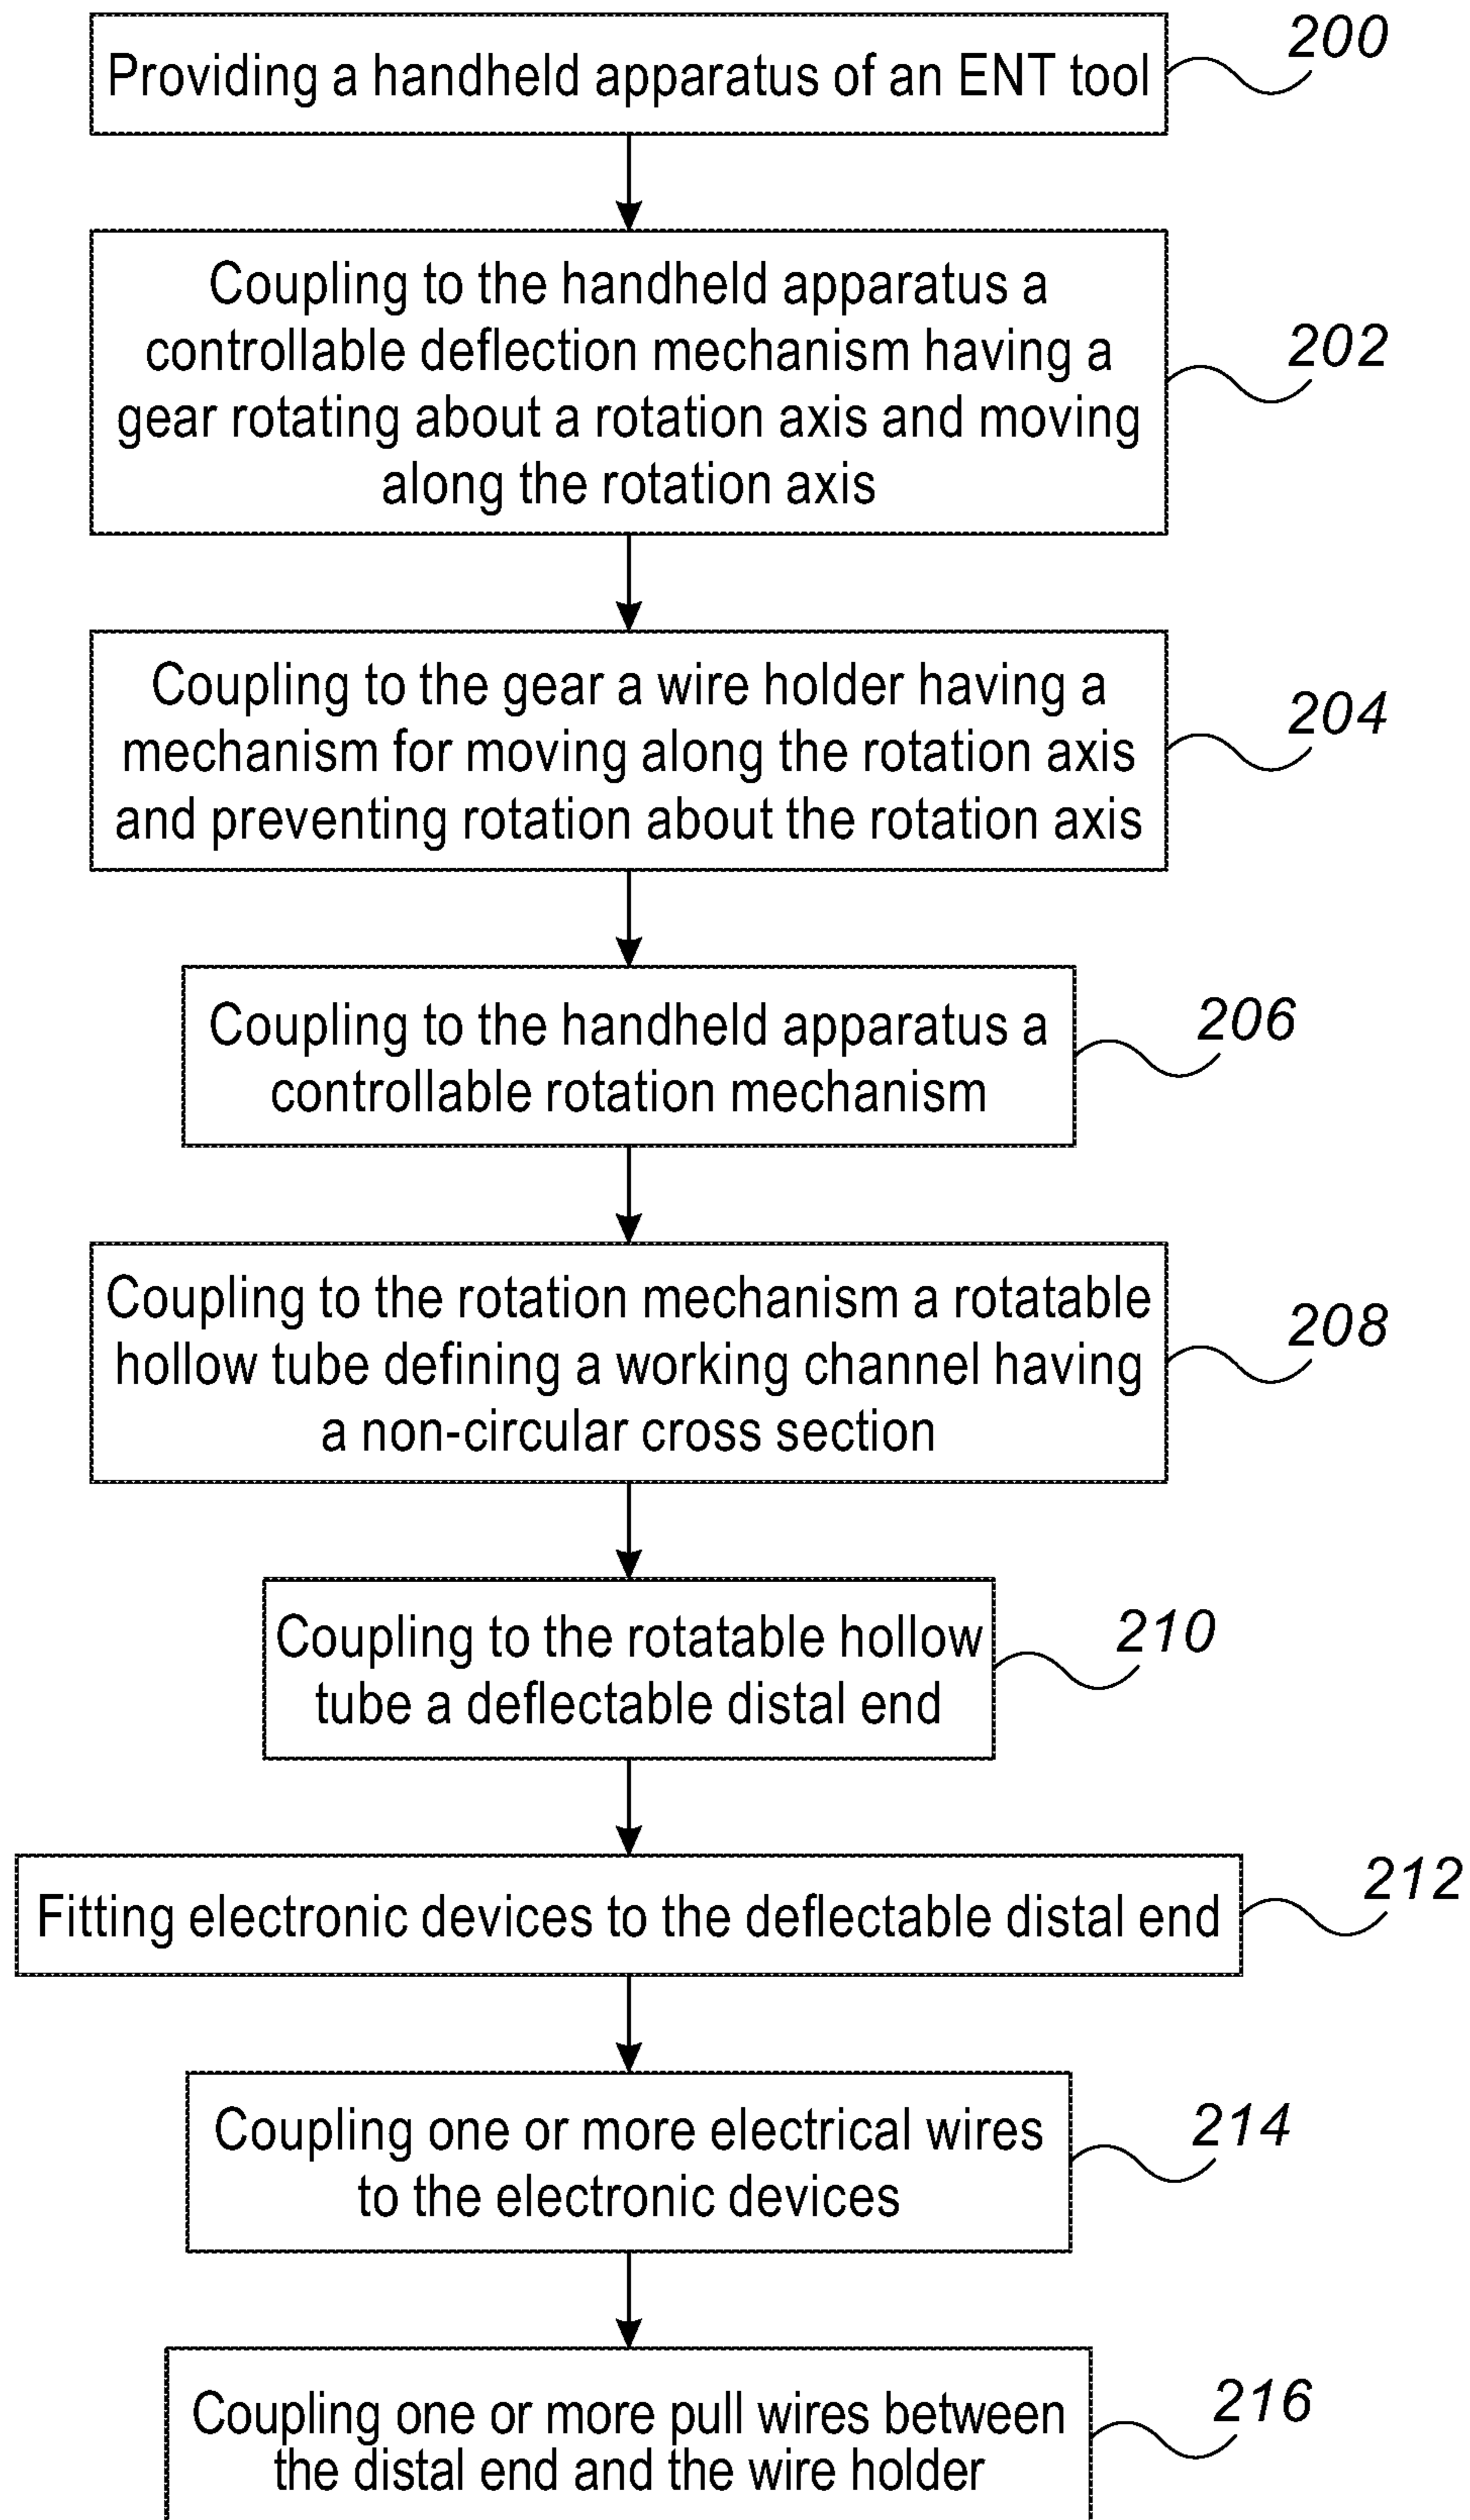 Providing a handheld apparatus of an ENT tool
200
Coupling to the handheld apparatus a
controllable deflection mechanism having a
gear rotating about a rotation axis and moving
along the rotation axis
202
Coupling to the gear a wire holder having a
mechanism for moving along the rotation axis
and preventing rotation about the rotation axis
204
Coupling to the handheld apparatus a
controllable rotation mechanism
206
Coupling to the rotation mechanism a rotatable
hollow tube defining a working channel having
a non-circular cross section
208
Coupling to the rotatable hollow
tube a deflectable distal end
210
Fitting electronic devices to the deflectable distal end
212
Coupling one or more electrical wires
to the electronic devices
214
Coupling one or more pull wires between
the distal end and the wire holder
216